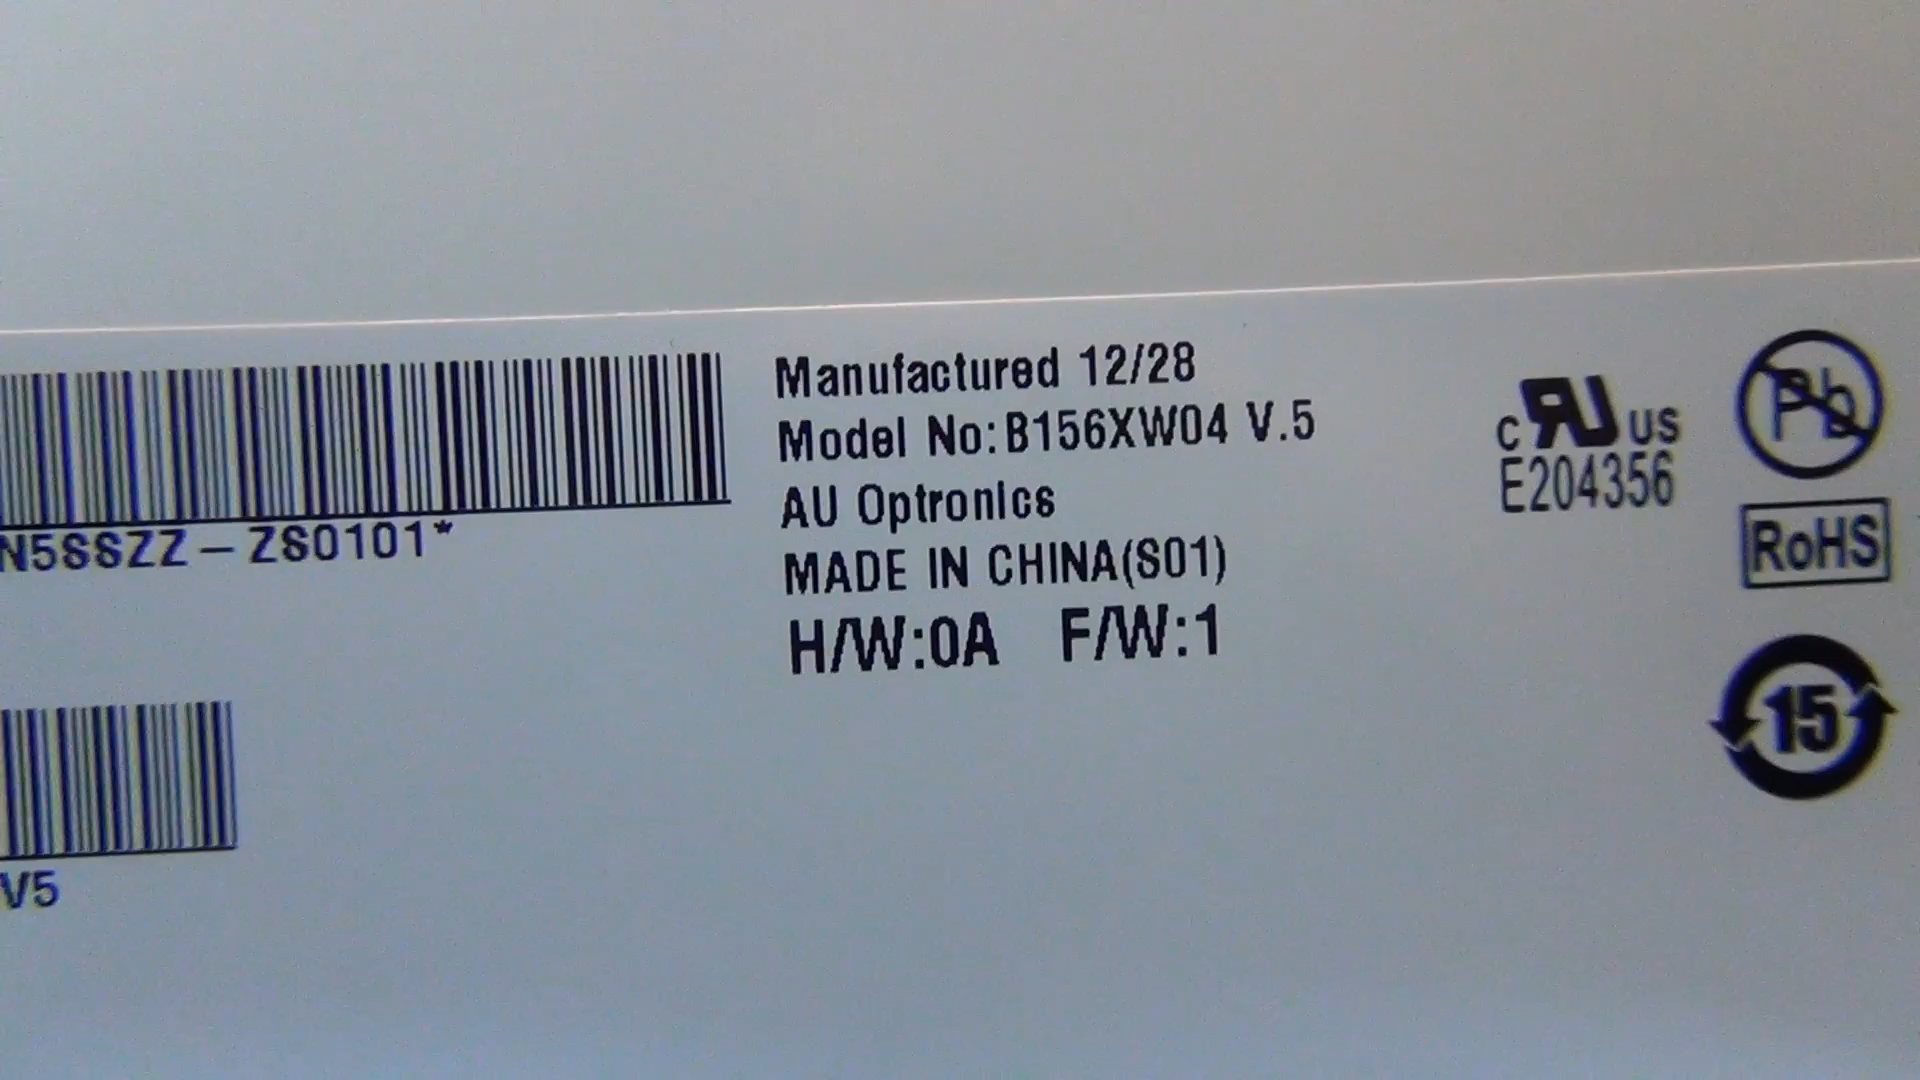 Manufactured 12/28
Model No:B156XW04 V.5
AU Optronics
MADE IN CHINA(S01)
H/W:0A F/W:1
N5SSZZ-ZS0101*
V5
c RU US
E204356
Pb
RoHS
15